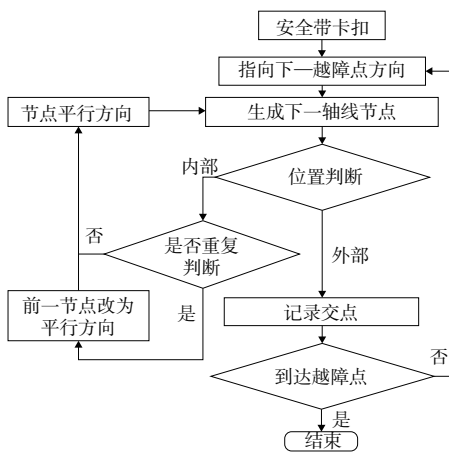 安全带卡扣
指向下一越障点方向
节点平行方向
生成下一轴线节点
内部
位置判断
否
是否重复
判断
外部
前一节点改为
平行方向
是
记录交点
否
到达越障点
是
结束